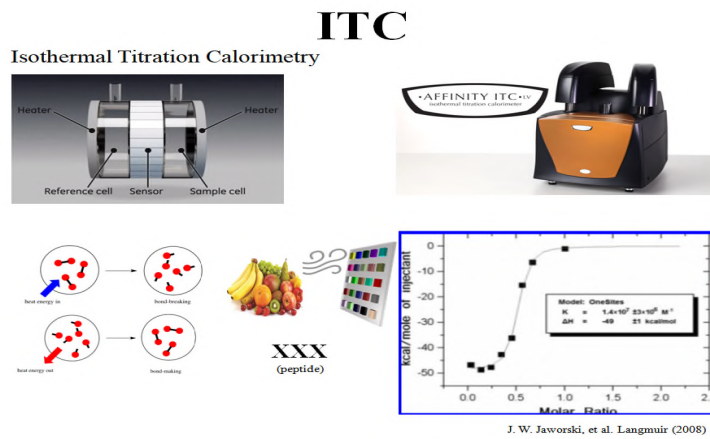 ITC
Isothermal Titration Calorimetry
Heater
Heater
Reference cell
Sensor
Sample cell
·AFFINITY ITC·LV
isothermal titration calorimeter
heat energy in
bond-breaking
heat energy out
bond-making
XXX
(peptide)
kcal/mole of injectant
0
-10
-20
-30
-40
-50
Model: OneSites
K = 1.4×10⁷ ±3×10⁶ M⁻¹
ΔH = -49 ±1 kcal/mol
0.0
0.5
1.0
1.5
2.0
2.
Molar Ratio
J. W. Jaworski, et al. Langmuir (2008)